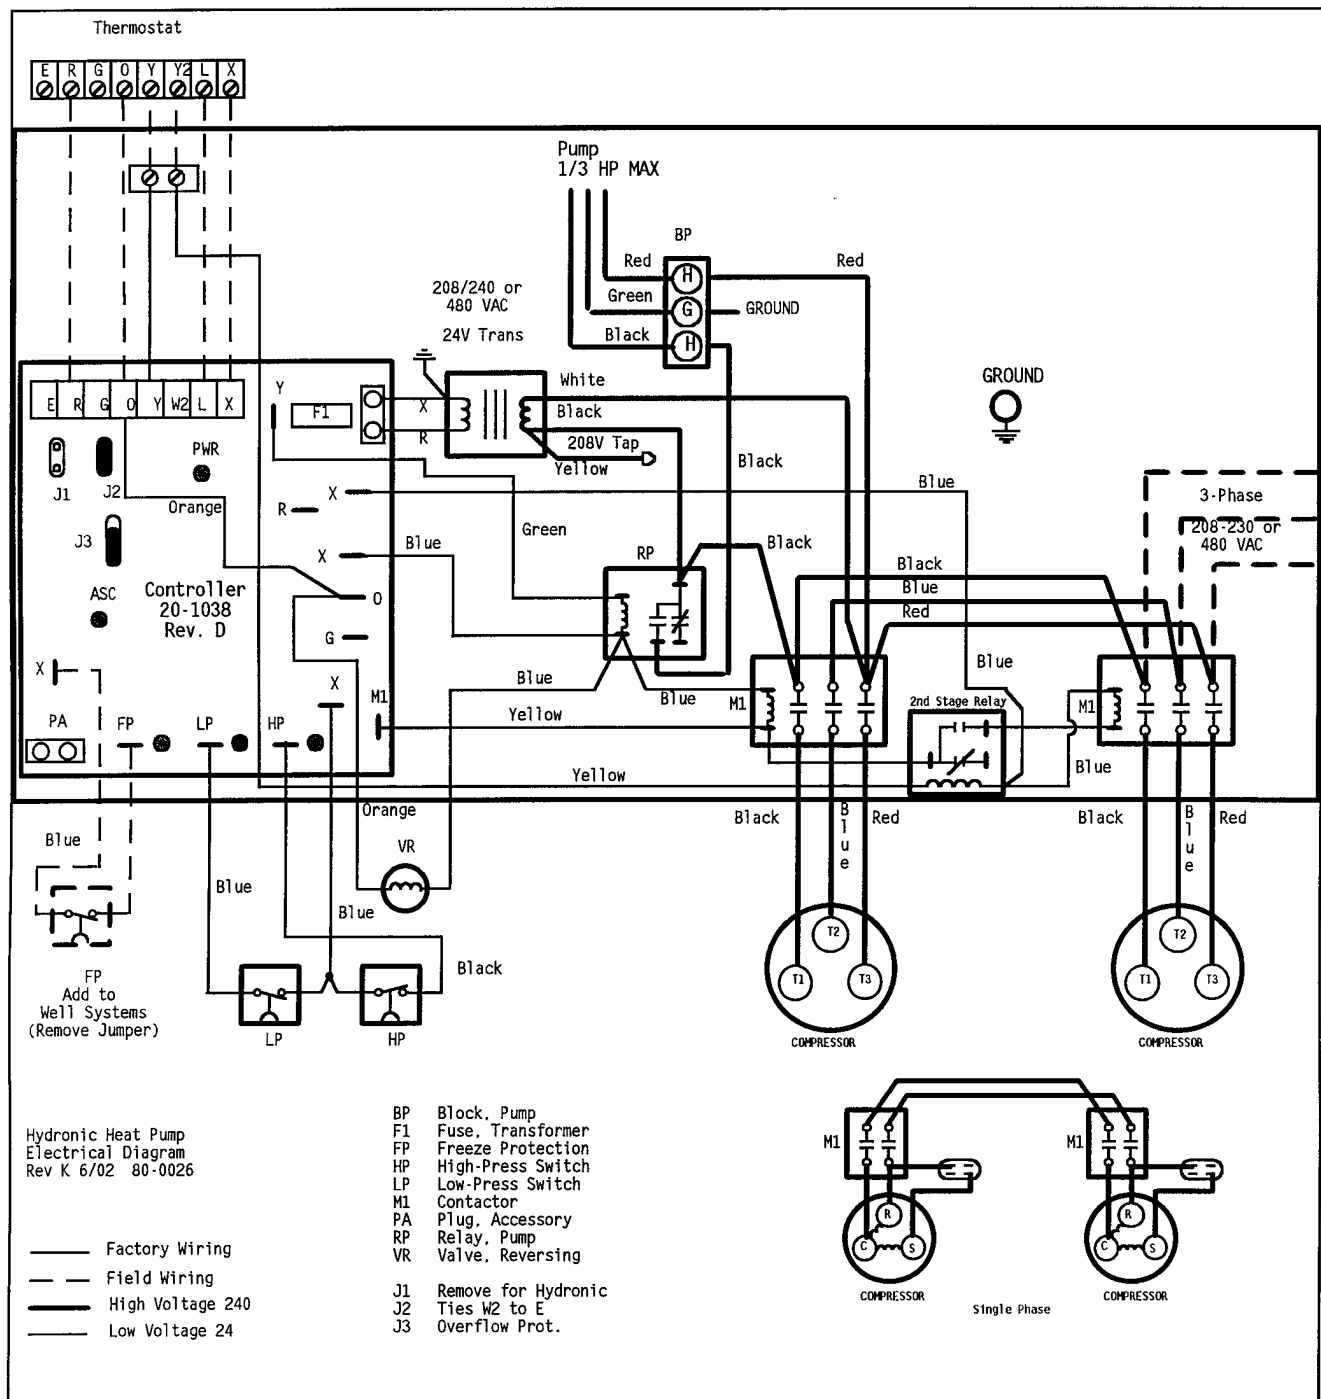 Thermostat
E R G O Y Y2 L X
Pump
1/3 HP MAX
BP
Red
H
Red
208/240 or
480 VAC
Green
G
GROUND
24V Trans
Black
H
GROUND
E R G O Y W2 L X
Y
F1
X
R
White
Black
208V Tap
Yellow
Black
PWR
J1
J2
Orange
X
R
Blue
3-Phase
208-230 or
480 VAC
Green
J3
X
Blue
RP
Black
Black
ASC
Controller
20-1038
Rev. D
O
Blue
Red
G
X
X
Blue
Blue
Blue
M1
M1
2nd Stage Relay
M1
Yellow
PA
FP
LP
HP
Yellow
Blue
Orange
Black
Blue
Red
Black
Blue
Red
Blue
VR
Blue
Blue
T2
T2
Black
T1
T3
T1
T3
FP
Add to
Well Systems
(Remove Jumper)
LP
HP
COMPRESSOR
COMPRESSOR
Hydronic Heat Pump
Electrical Diagram
Rev K 6/02 80-0026
BP Block, Pump
F1 Fuse, Transformer
FP Freeze Protection
HP High-Press Switch
LP Low-Press Switch
M1 Contactor
PA Plug, Accessory
RP Relay, Pump
VR Valve, Reversing
J1 Remove for Hydronic
J2 Ties W2 to E
J3 Overflow Prot.
Factory Wiring
Field Wiring
High Voltage 240
Low Voltage 24
M1
M1
R
C
S
R
C
S
COMPRESSOR
COMPRESSOR
Single Phase